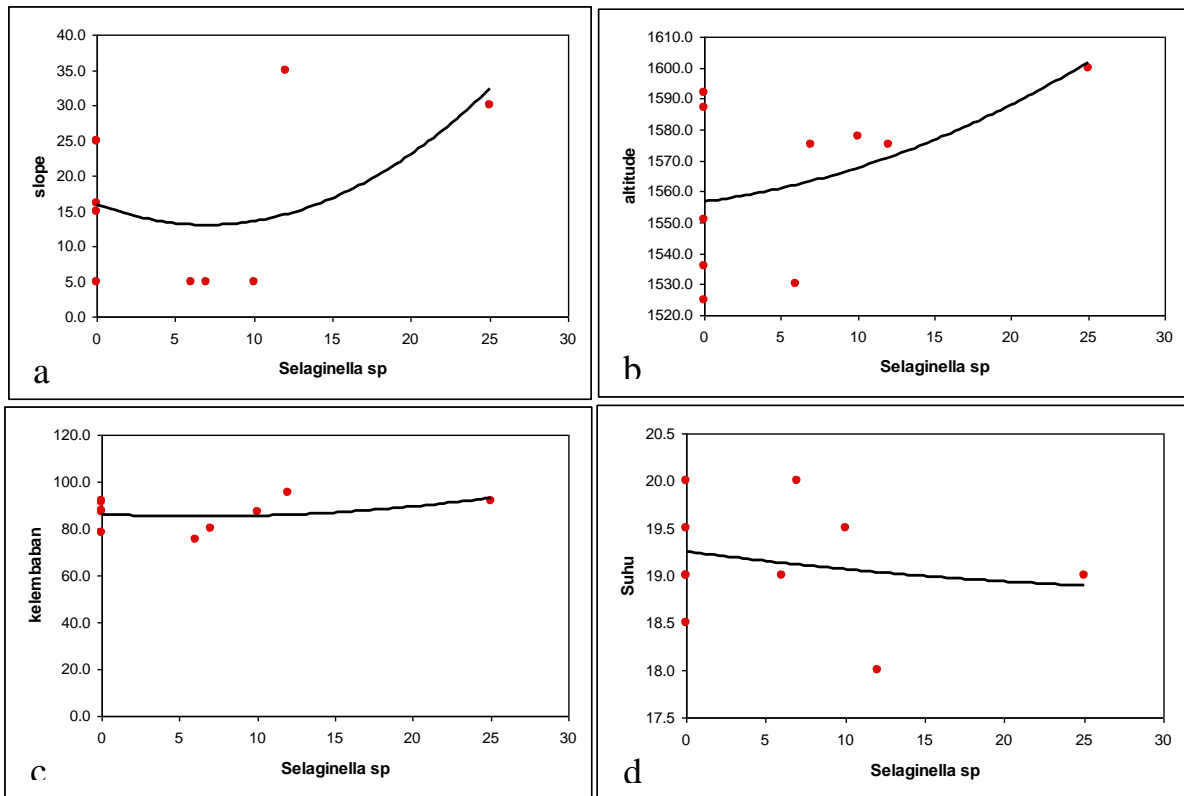 40.0
35.0
30.0
25.0
20.0
15.0
10.0
5.0
0.0
slope
0 5 10 15 20 25 30
Selaginella sp
a
1610.0
1600.0
1590.0
1580.0
1570.0
1560.0
1550.0
1540.0
1530.0
1520.0
altitude
0 5 10 15 20 25 30
Selaginella sp
b
120.0
100.0
80.0
60.0
40.0
20.0
0.0
kelembaban
0 5 10 15 20 25 30
Selaginella sp
c
20.5
20.0
19.5
19.0
18.5
18.0
17.5
Suhu
0 5 10 15 20 25 30
Selaginella sp
d